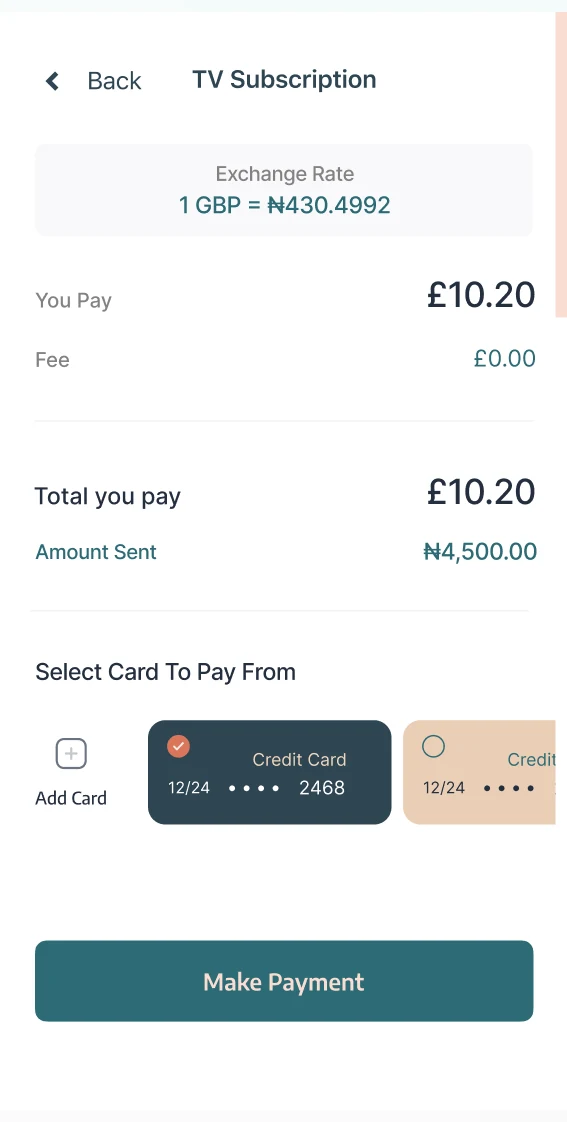 Back TV Subscription
Exchange Rate
1 GBP = ₦430.4992
You Pay £10.20
Fee £0.00
Total you pay £10.20
Amount Sent ₦4,500.00
Select Card To Pay From
Add Card
Credit Card
12/24 •••• 2468
Credit
12/24 ••••
Make Payment